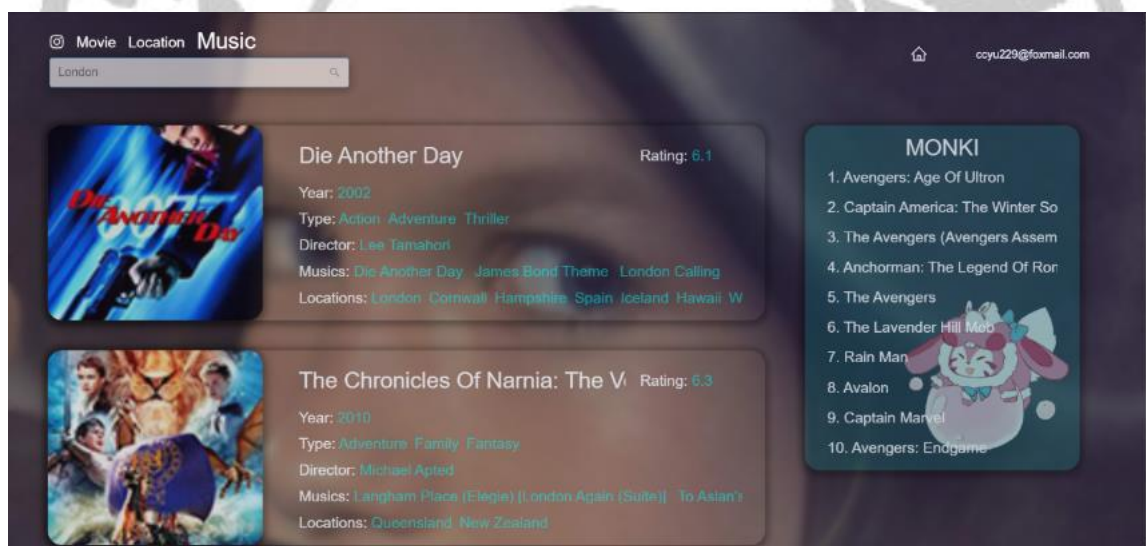 Movie Location Music
London
ccyu229@foxmail.com
DIE ANOTHER DAY
Die Another Day
Rating: 6.1
Year: 2002
Type: Action Adventure Thriller
Director: Lee Tamahori
Musics: Die Another Day James Bond Theme London Calling
Locations: London Cornwall Hampshire Spain Iceland Hawaii W
The Chronicles Of Narnia: The V
Rating: 6.3
Year: 2010
Type: Adventure Family Fantasy
Director: Michael Apted
Musics: Langham Place (Elegie) [London Again (Suite)] To Aslan's
Locations: Queensland New Zealand
MONKI
1. Avengers: Age Of Ultron
2. Captain America: The Winter So
3. The Avengers (Avengers Assem
4. Anchorman: The Legend Of Ron
5. The Avengers
6. The Lavender Hill Mob
7. Rain Man
8. Avalon
9. Captain Marvel
10. Avengers: Endgame